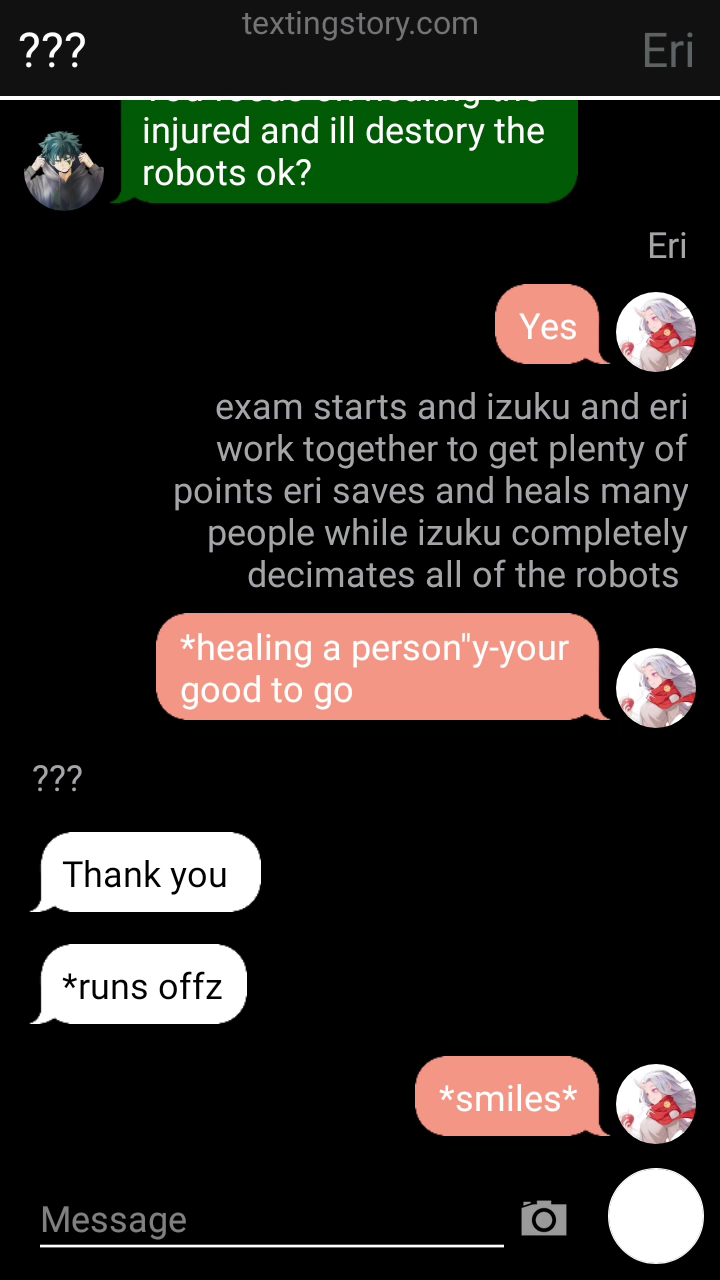 textingstory.com
???
Eri
injured and ill destory the
robots ok?
Eri
Yes
exam starts and izuku and eri
work together to get plenty of
points eri saves and heals many
people while izuku completely
decimates all of the robots
*healing a person"y-your
good to go
???
Thank you
*runs offz
*smiles*
Message